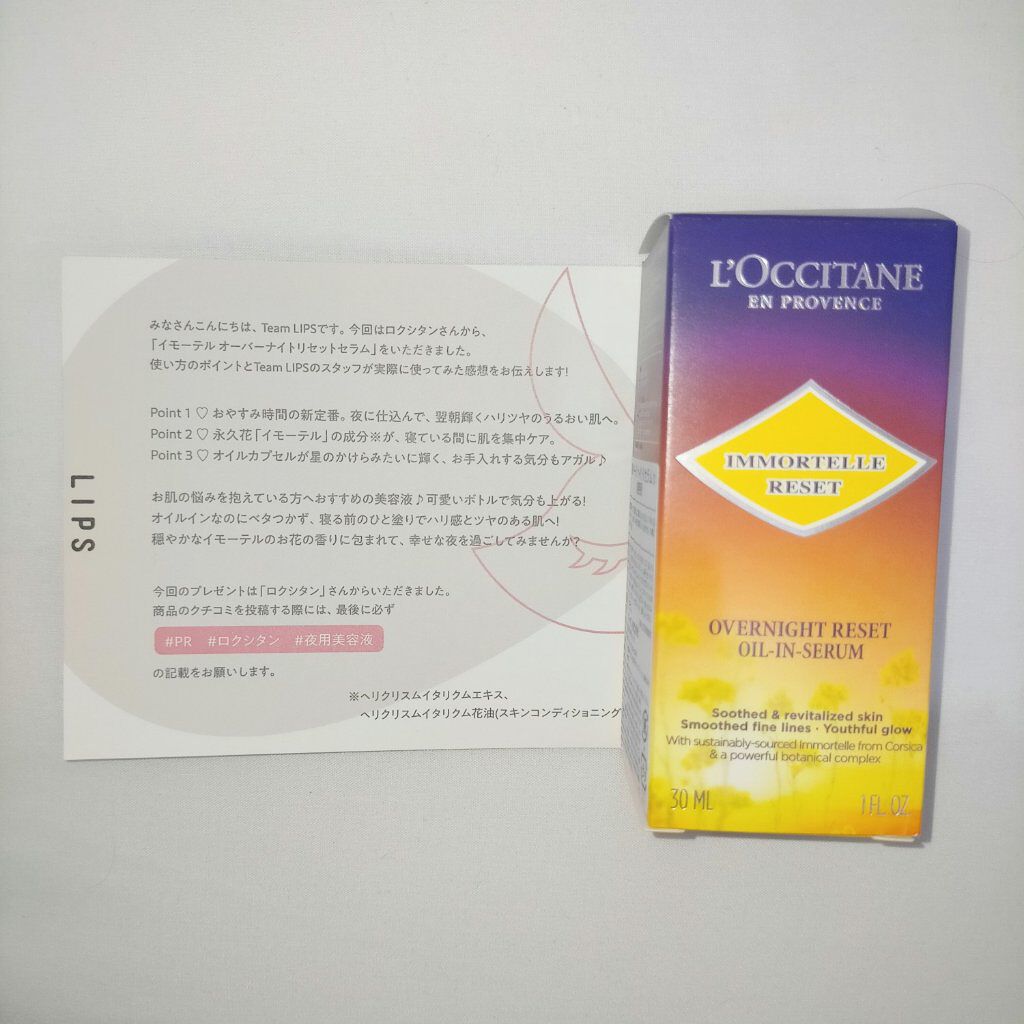 みなさんこんにちは、Team LIPSです。今回はロクシタンさんから、
「イモーテル オーバーナイトリセットセラム」をいただきました。
使い方のポイントとTeam LIPSのスタッフが実際に使ってみた感想をお伝えします!
Point 1 ♡ おやすみ時間の新定番。夜に仕込んで、翌朝輝くハリツヤのうるおい肌へ。
Point 2 ♡ 永久花「イモーテル」の成分※が、寝ている間に肌を集中ケア。
Point 3 ♡ オイルカプセルが星のかけらみたいに輝く、お手入れする気分もアガル♪
お肌の悩みを抱えている方へおすすめの美容液♪可愛いボトルで気分も上がる!
オイルインなのにベタつかず、寝る前のひと塗りでハリ感とツヤのある肌へ!
穏やかなイモーテルのお花の香りに包まれて、幸せな夜を過ごしてみませんか?
今回のプレゼントは「ロクシタン」さんからいただきました。
商品のクチコミを投稿する際には、最後に必ず
#PR #ロクシタン #夜用美容液
の記載をお願いします。
※ヘリクリスムイタリクムエキス、
ヘリクリスムイタリクム花油(スキンコンディショニング
LIPS
L'OCCITANE
EN PROVENCE
IMMORTELLE
RESET
OVERNIGHT RESET
OIL-IN-SERUM
Soothed & revitalized skin
Smoothed fine lines · Youthful glow
With sustainably-sourced Immortelle from Corsica
& a powerful botanical complex
30 ML
1 FL. OZ